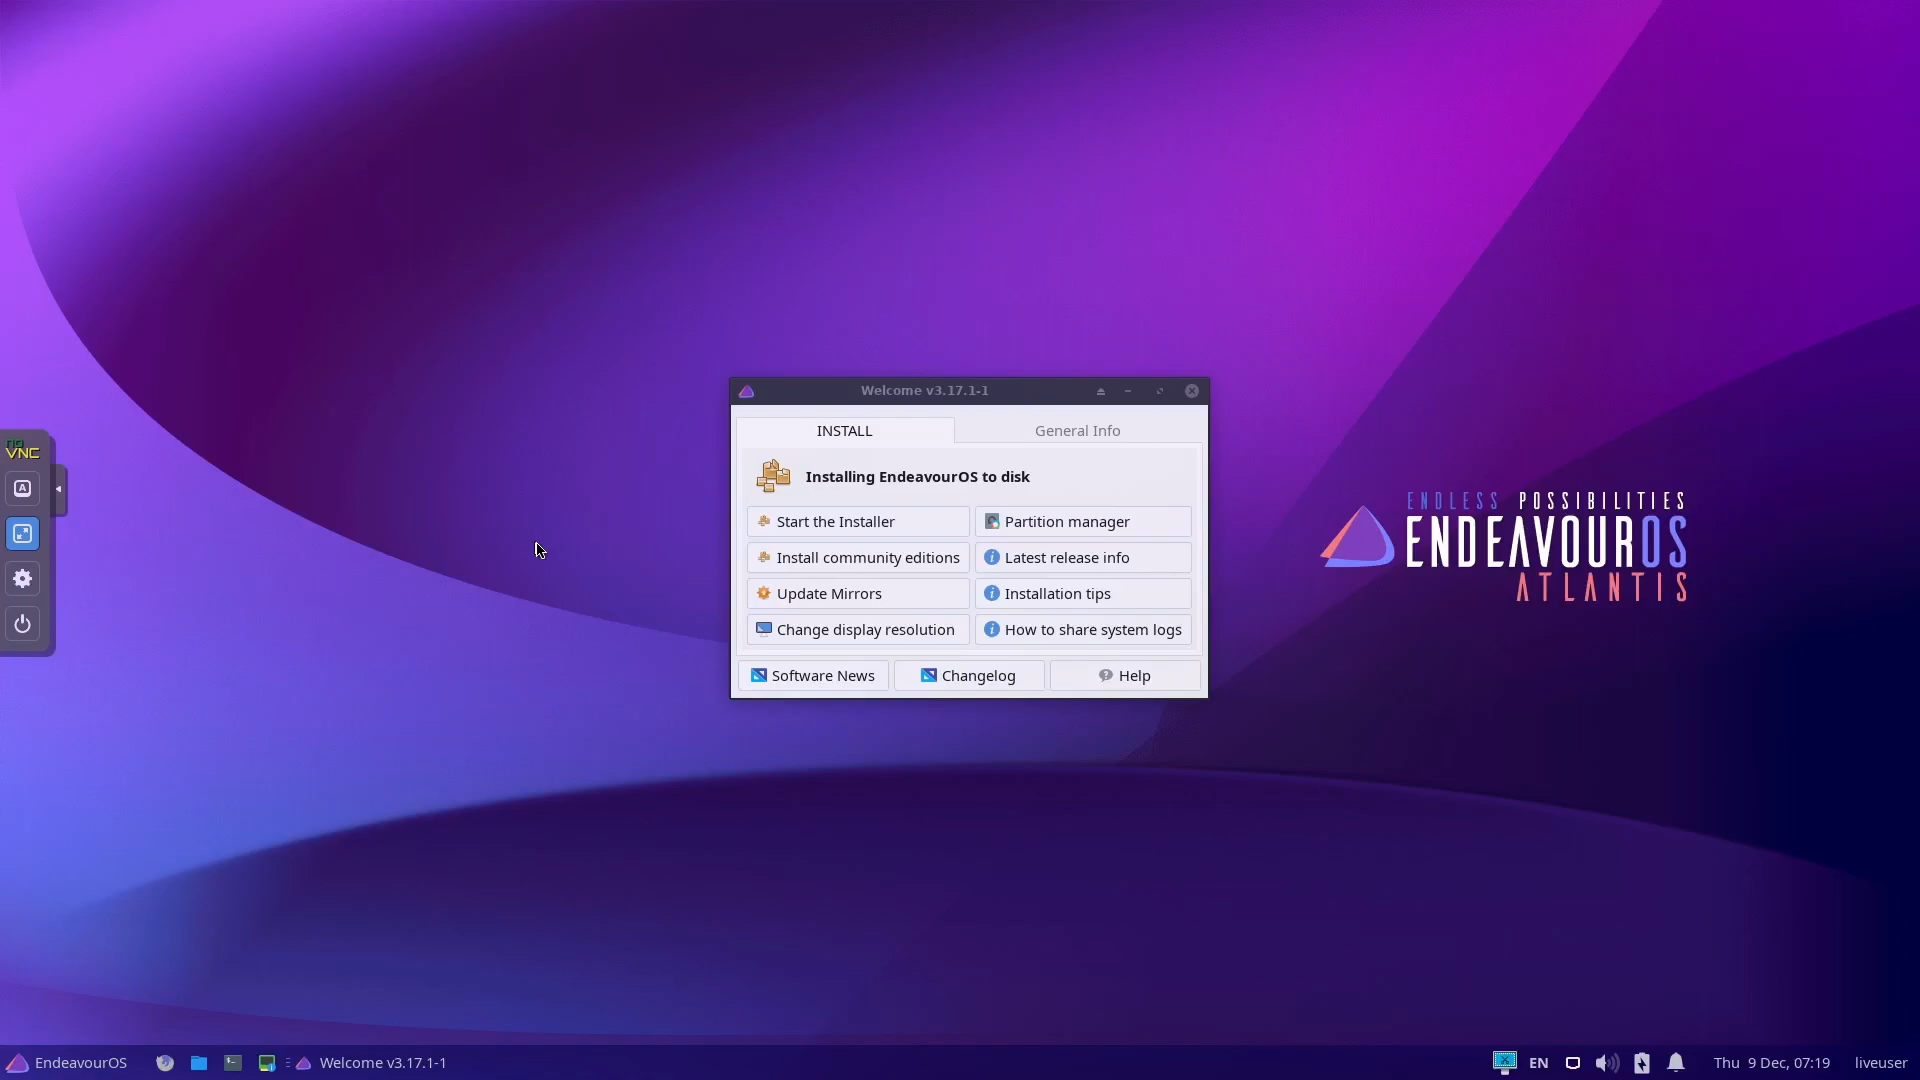 Welcome v3.17.1-1
INSTALL
General Info
Installing EndeavourOS to disk
Start the Installer
Partition manager
Install community editions
Latest release info
Update Mirrors
Installation tips
Change display resolution
How to share system logs
Software News
Changelog
Help
no
VNC
A
ENDLESS POSSIBILITIES
ENDEAVOUROS
ATLANTIS
EndeavourOS
Welcome v3.17.1-1
EN
Thu 9 Dec, 07:19
liveuser